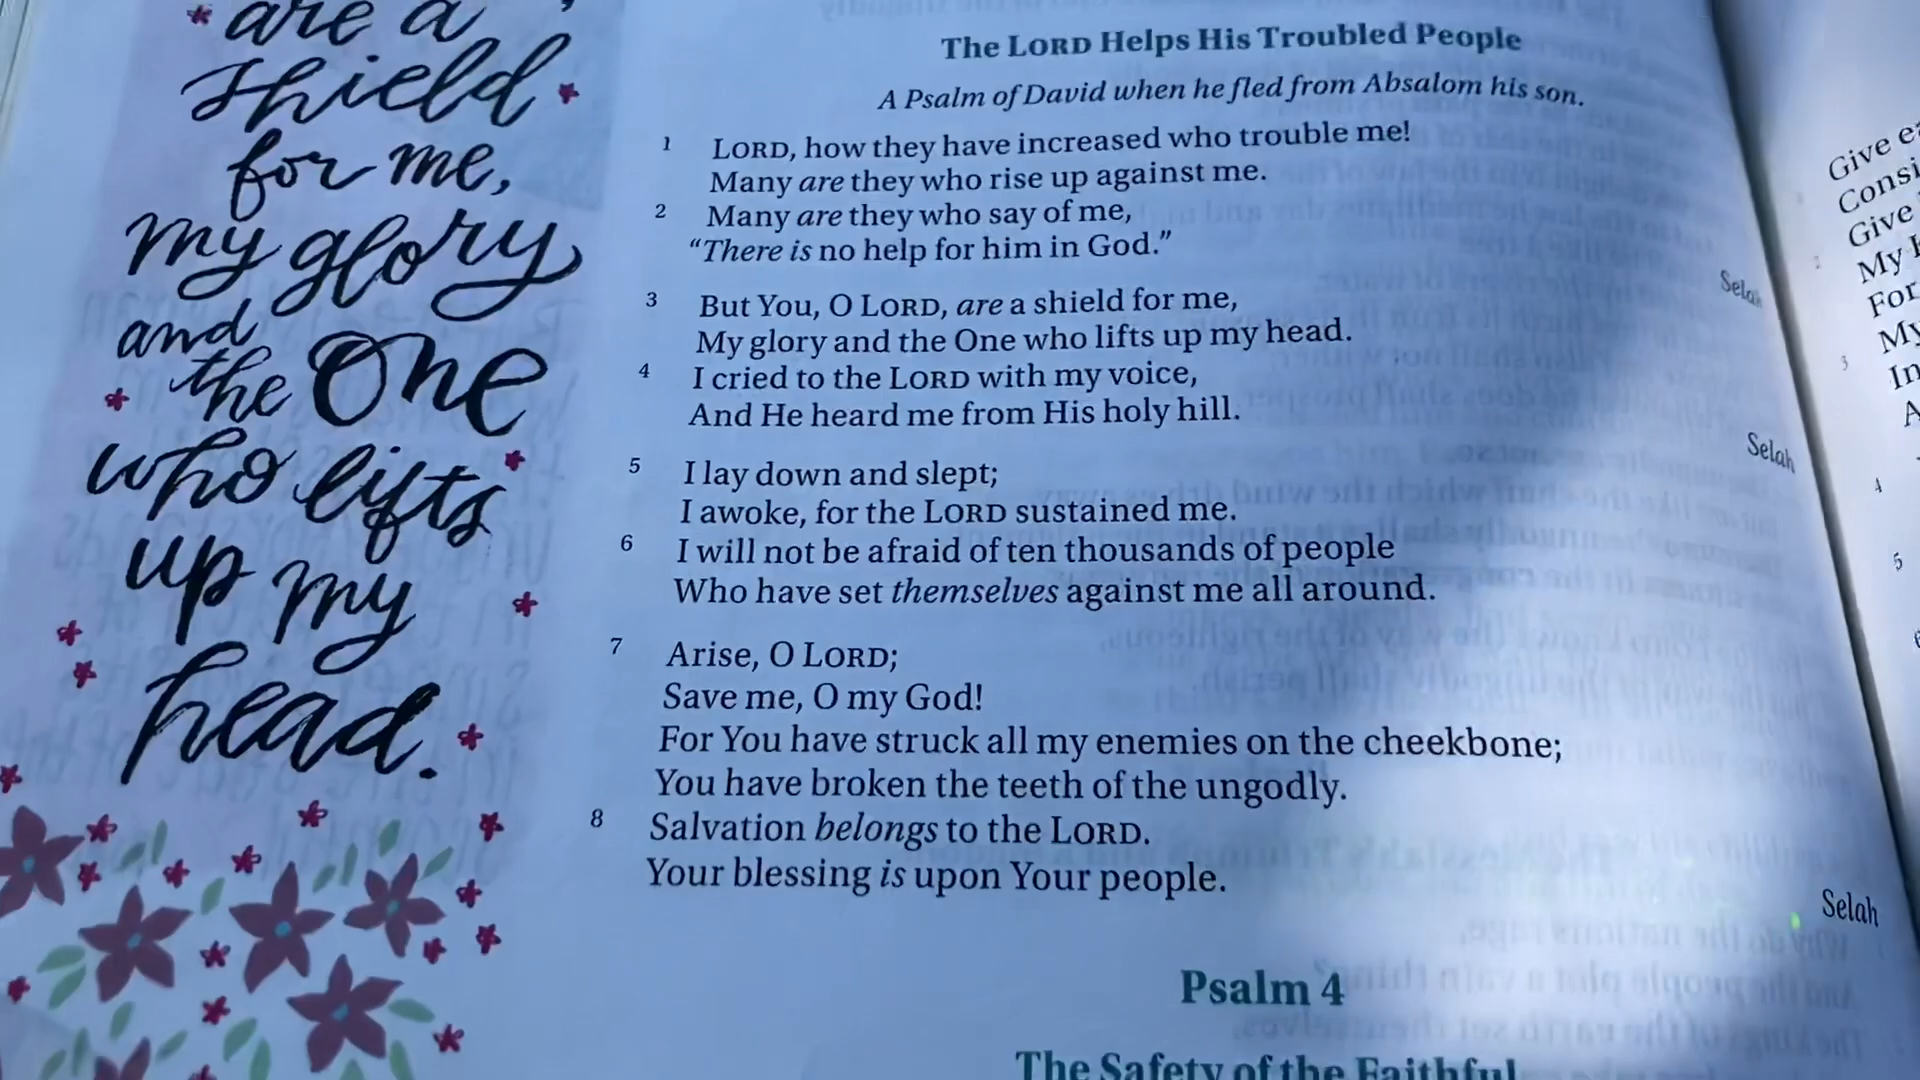 are a
shield
for me,
my glory
and
the One
who lifts
up my
head.
The LORD Helps His Troubled People
A Psalm of David when he fled from Absalom his son.
1 LORD, how they have increased who trouble me!
Many are they who rise up against me.
2 Many are they who say of me,
“There is no help for him in God.”
Selah
3 But You, O LORD, are a shield for me,
My glory and the One who lifts up my head.
4 I cried to the LORD with my voice,
And He heard me from His holy hill.
Selah
5 I lay down and slept;
I awoke, for the LORD sustained me.
6 I will not be afraid of ten thousands of people
Who have set themselves against me all around.
7 Arise, O LORD;
Save me, O my God!
For You have struck all my enemies on the cheekbone;
You have broken the teeth of the ungodly.
8 Salvation belongs to the LORD.
Your blessing is upon Your people.
Selah
Psalm 4
The Safety of the Faithful
Give
Give
My
For
3 My
In
4
5